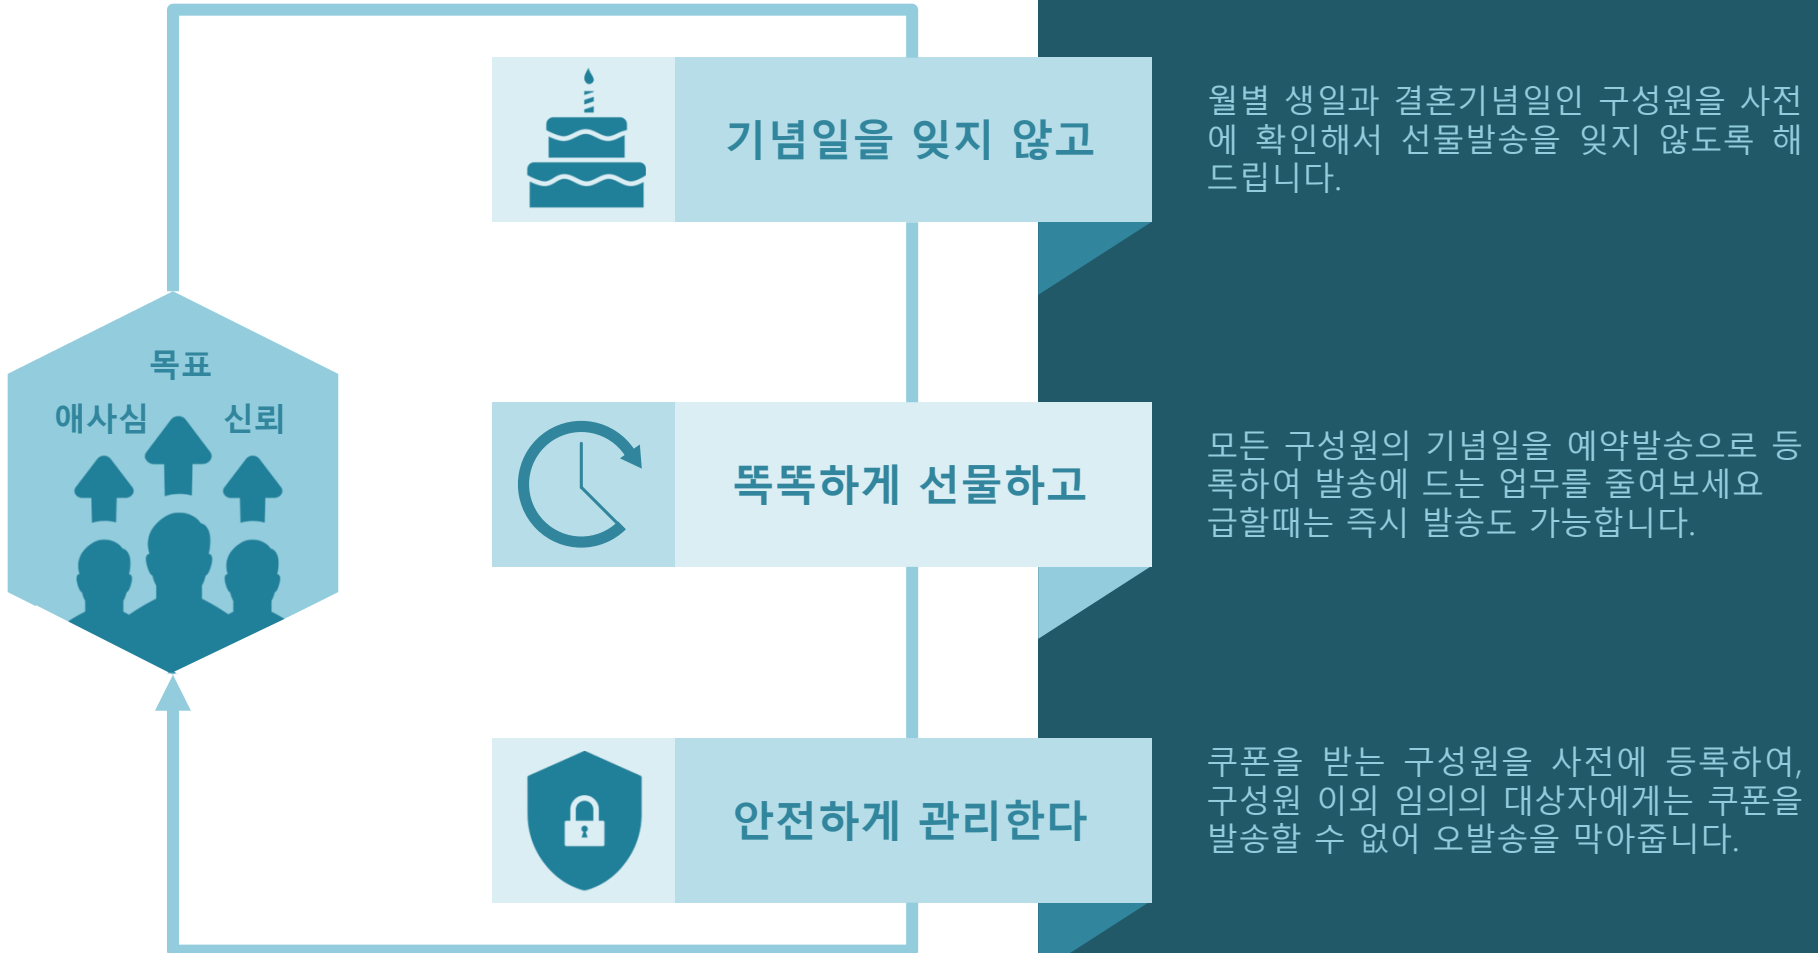 목표
애사심
신뢰
기념일을 잊지 않고
월별 생일과 결혼기념일인 구성원을 사전
에 확인해서 선물발송을 잊지 않도록 해
드립니다.
똑똑하게 선물하고
모든 구성원의 기념일을 예약발송으로 등
록하여 발송에 드는 업무를 줄여보세요
급할때는 즉시 발송도 가능합니다.
안전하게 관리한다
쿠폰을 받는 구성원을 사전에 등록하여,
구성원 이외 임의의 대상자에게는 쿠폰을
발송할 수 없어 오발송을 막아줍니다.